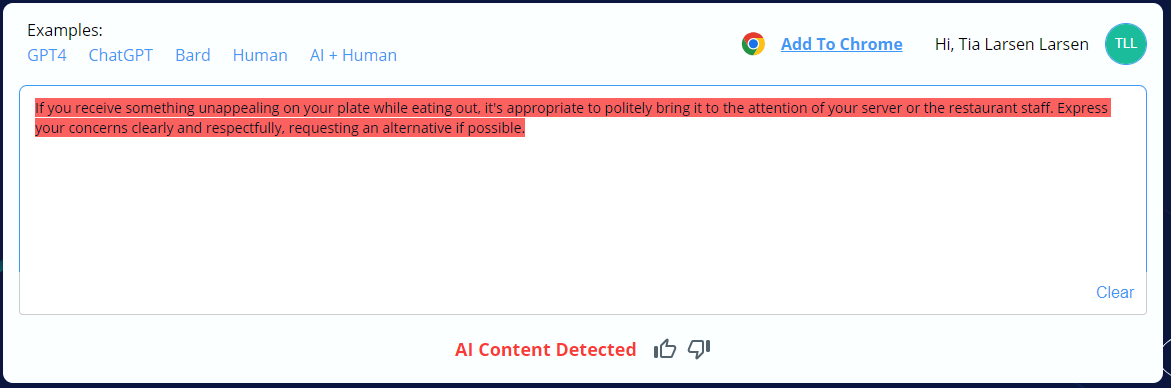 Examples:
GPT4 ChatGPT Bard Human AI + Human
Add To Chrome Hi, Tia Larsen Larsen TLL
If you receive something unappealing on your plate while eating out, it's appropriate to politely bring it to the attention of your server or the restaurant staff. Express
your concerns clearly and respectfully, requesting an alternative if possible.
Clear
AI Content Detected